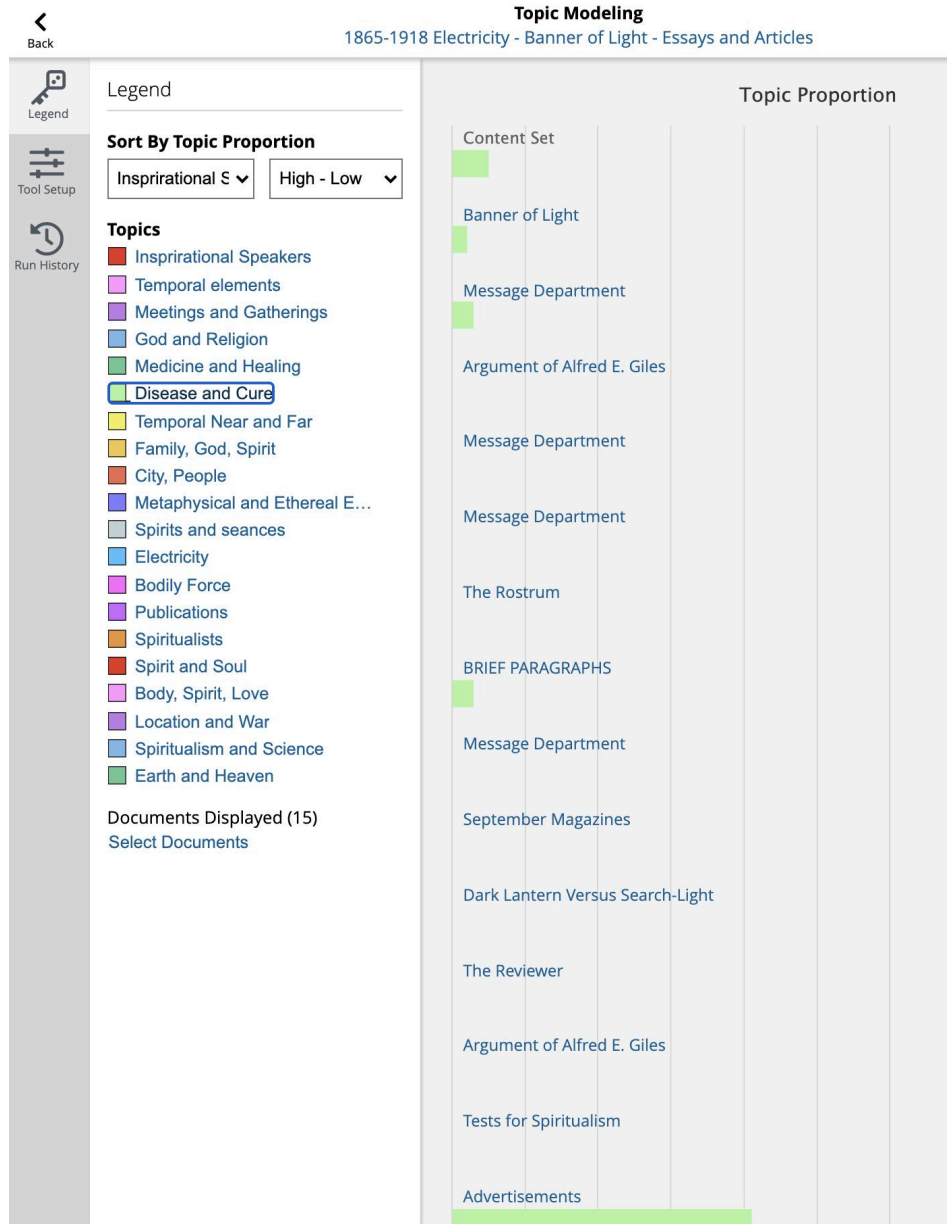 Topic Modeling
1865-1918 Electricity - Banner of Light - Essays and Articles
Back
Legend
Tool Setup
Run History
Legend
Sort By Topic Proportion
Insprirational S High - Low
Topics
Insprirational Speakers
Temporal elements
Meetings and Gatherings
God and Religion
Medicine and Healing
Disease and Cure
Temporal Near and Far
Family, God, Spirit
City, People
Metaphysical and Ethereal E...
Spirits and seances
Electricity
Bodily Force
Publications
Spiritualists
Spirit and Soul
Body, Spirit, Love
Location and War
Spiritualism and Science
Earth and Heaven
Documents Displayed (15)
Select Documents
Topic Proportion
Content Set
Banner of Light
Message Department
Argument of Alfred E. Giles
Message Department
Message Department
The Rostrum
BRIEF PARAGRAPHS
Message Department
September Magazines
Dark Lantern Versus Search-Light
The Reviewer
Argument of Alfred E. Giles
Tests for Spiritualism
Advertisements